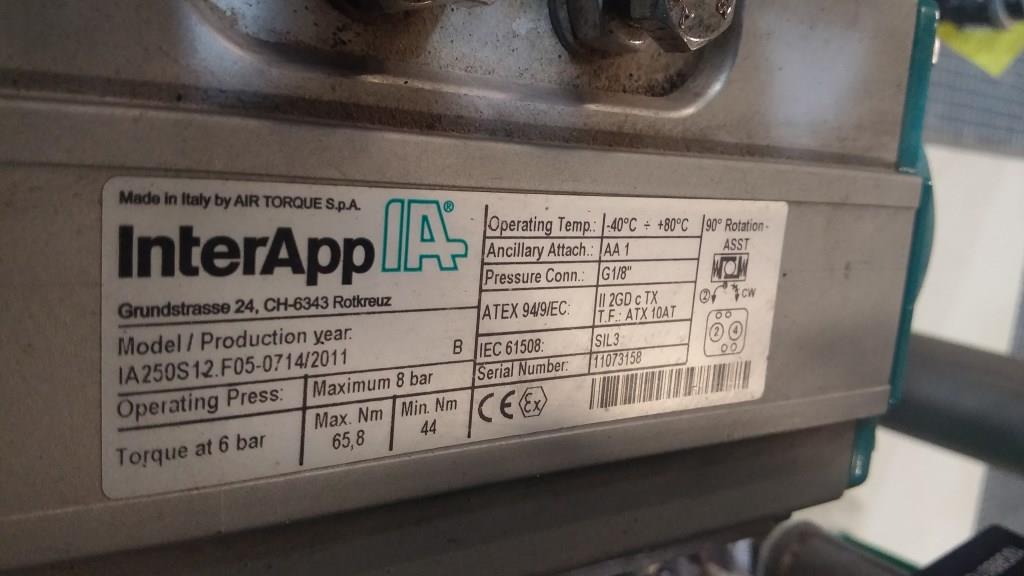 Made in Italy by AIR TORQUE S.p.A.
InterApp IA®
Grundstrasse 24, CH-6343 Rotkreuz
Model / Production year:
IA250S12.F05-0714/2011 B
Operating Press: Maximum 8 bar
Torque at 6 bar
Max. Nm
65,8
Min. Nm
44
Operating Temp.: -40°C ÷ +80°C
Ancillary Attach.: AA 1
Pressure Conn.: G1/8"
ATEX 94/9/EC: II 2GD c TX
T.F.: ATX 10AT
IEC 61508: SIL3
Serial Number: 11073158
CE Ex
90° Rotation -
ASST
2 CW
2 4